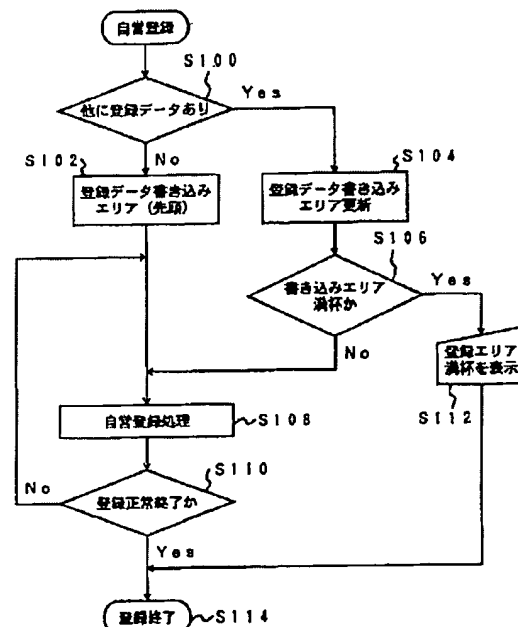 自営登録
S100
他に登録データあり
Yes
No
S102
登録データ書き込み
エリア（先頭）
S104
登録データ書き込み
エリア更新
S106
書き込みエリア
満杯か
Yes
No
登録エリア
満杯を表示
S112
自営登録処理
S108
S110
登録正常終了か
No
Yes
登録終了
S114